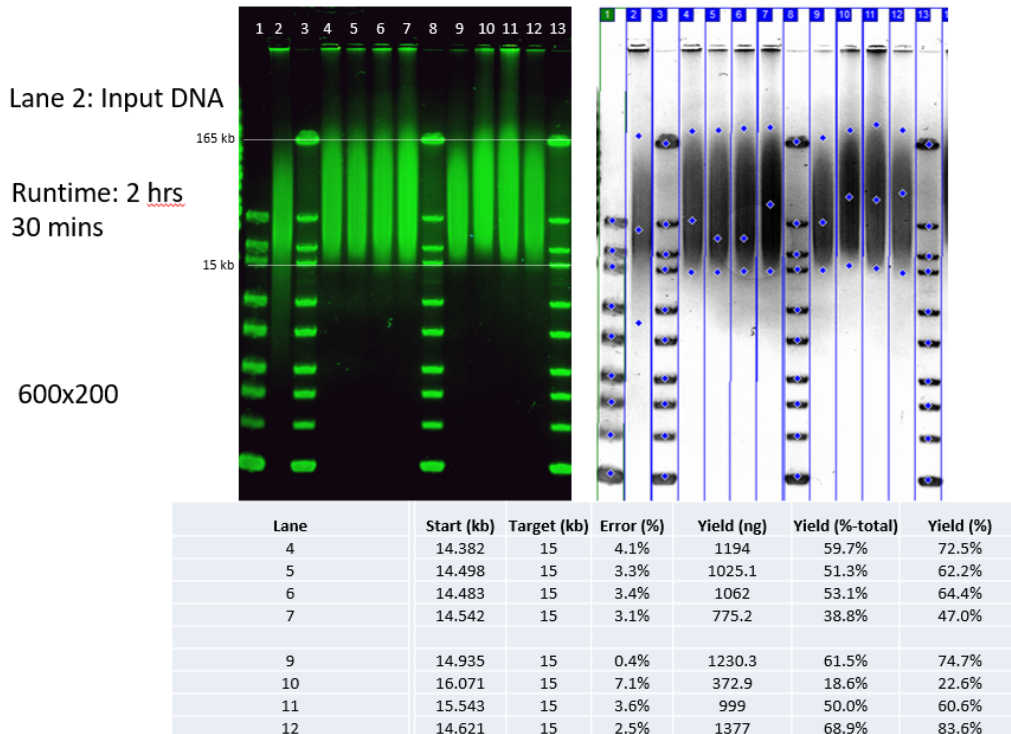 1 2 3 4 5 6 7 8 9 10 11 12 13
1 2 3 4 5 6 7 8 9 10 11 12 13
Lane 2: Input DNA
165 kb
Runtime: 2 hrs
30 mins
15 kb
600x200
Lane Start (kb) Target (kb) Error (%) Yield (ng) Yield (%-total) Yield (%)
4 14.382 15 4.1% 1194 59.7% 72.5%
5 14.498 15 3.3% 1025.1 51.3% 62.2%
6 14.483 15 3.4% 1062 53.1% 64.4%
7 14.542 15 3.1% 775.2 38.8% 47.0%
9 14.935 15 0.4% 1230.3 61.5% 74.7%
10 16.071 15 7.1% 372.9 18.6% 22.6%
11 15.543 15 3.6% 999 50.0% 60.6%
12 14.621 15 2.5% 1377 68.9% 83.6%